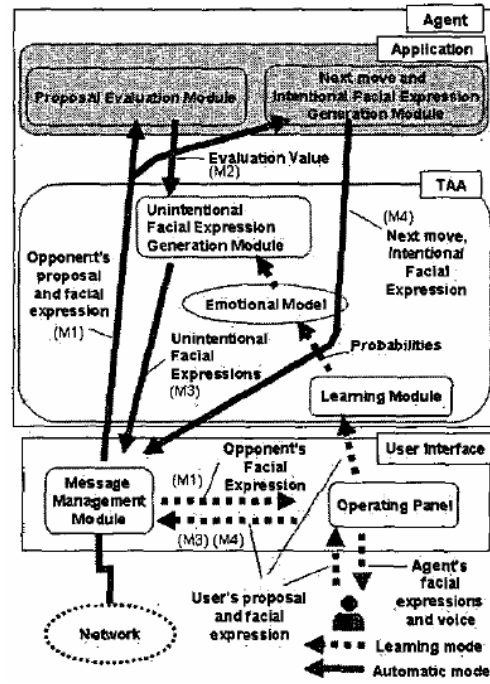 Agent
Application
Proposal Evaluation Module
Next move and
Intentional Facial Expression
Generation Module
Evaluation Value
(M2)
TAA
Unintentional
Facial Expression
Generation Module
(M4)
Next move,
Intentional
Facial
Expression
Opponent's
proposal
and facial
expression
(M1)
Emotional Model
Unintentional
Facial
Expressions
(M3)
Probabilities
Learning Module
User Interface
Message
Management
Module
(M1)
Opponent's
Facial
Expression
Operating Panel
(M3) (M4)
User's proposal
and facial
expression
Agent's
facial
expressions
and voice
Network
Learning mode
Automatic mode